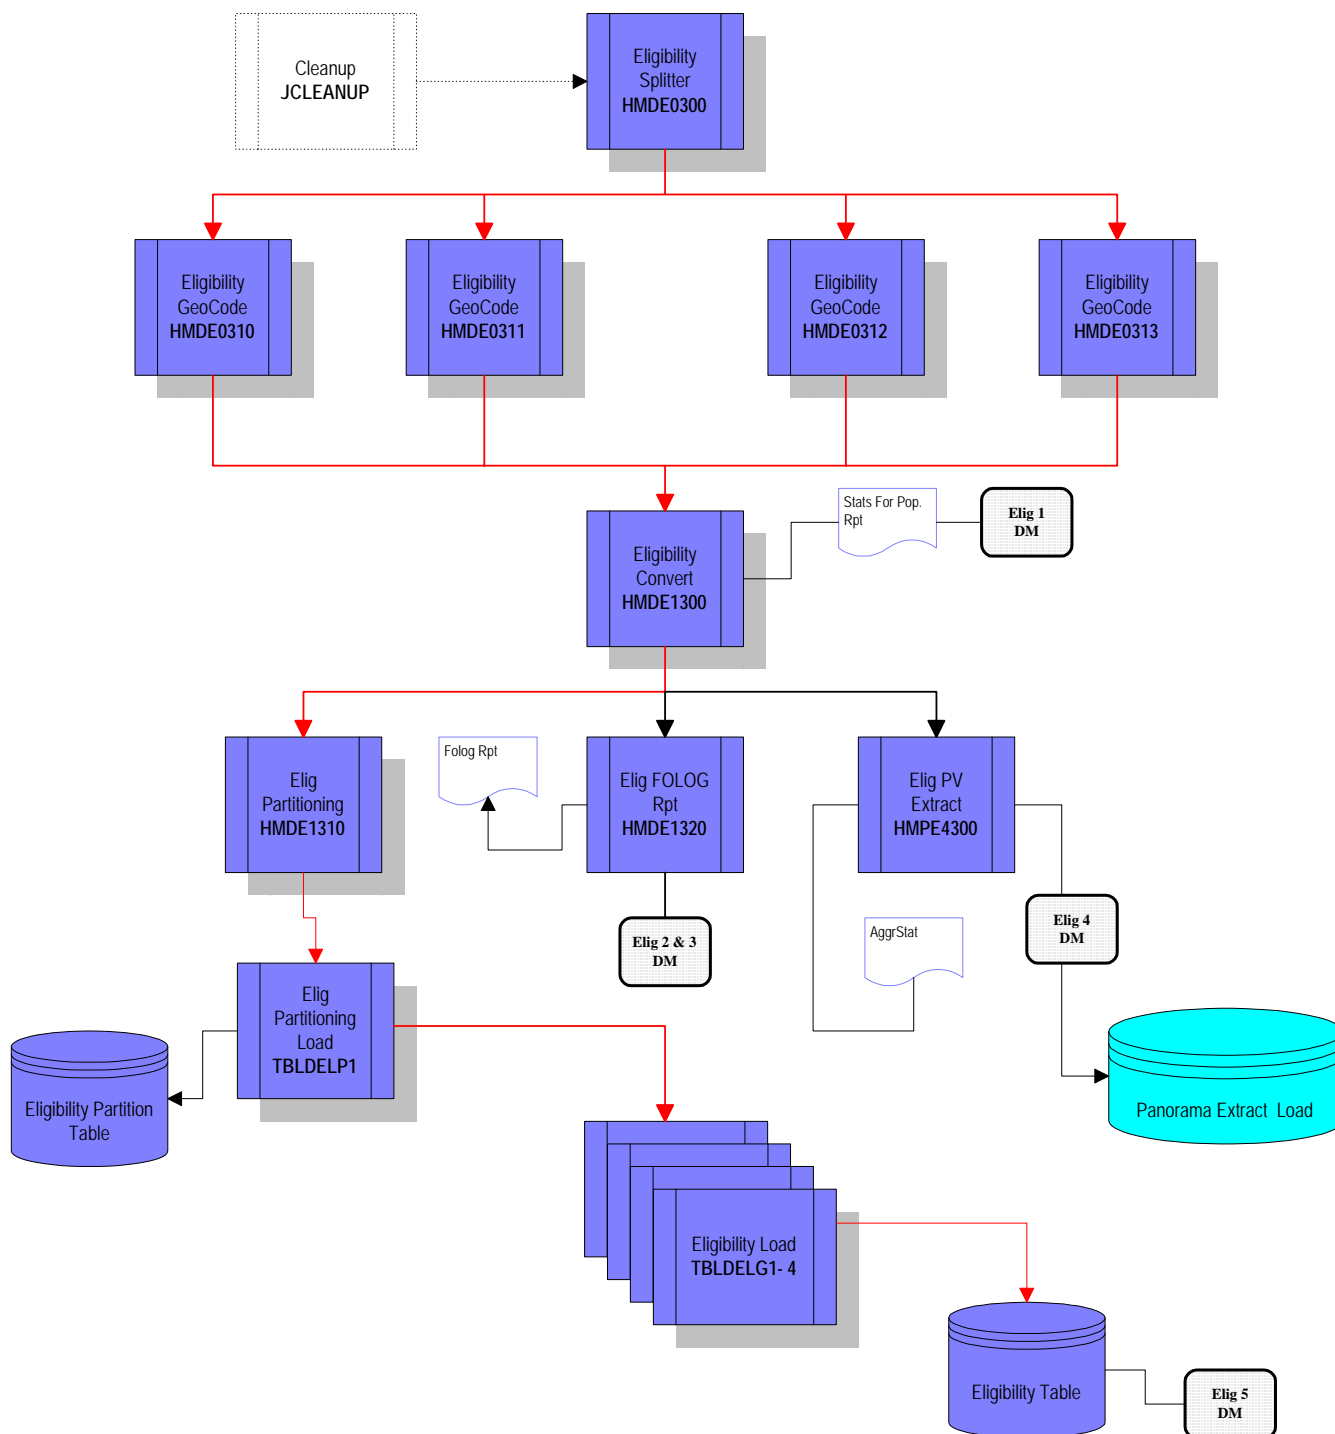 Cleanup
JCLEANUP
Eligibility
Splitter
HMDE0300
Eligibility
GeoCode
HMDE0310
Eligibility
GeoCode
HMDE0311
Eligibility
GeoCode
HMDE0312
Eligibility
GeoCode
HMDE0313
Eligibility
Convert
HMDE1300
Stats For Pop.
Rpt
Elig 1
DM
Elig
Partitioning
HMDE1310
Folog Rpt
Elig FOLOG
Rpt
HMDE1320
Elig PV
Extract
HMPE4300
Elig 2 & 3
DM
AggrStat
Elig 4
DM
Elig
Partitioning
Load
TBLDELP1
Eligibility Partition
Table
Panorama Extract Load
Eligibility Load
TBLDELG1- 4
Eligibility Table
Elig 5
DM